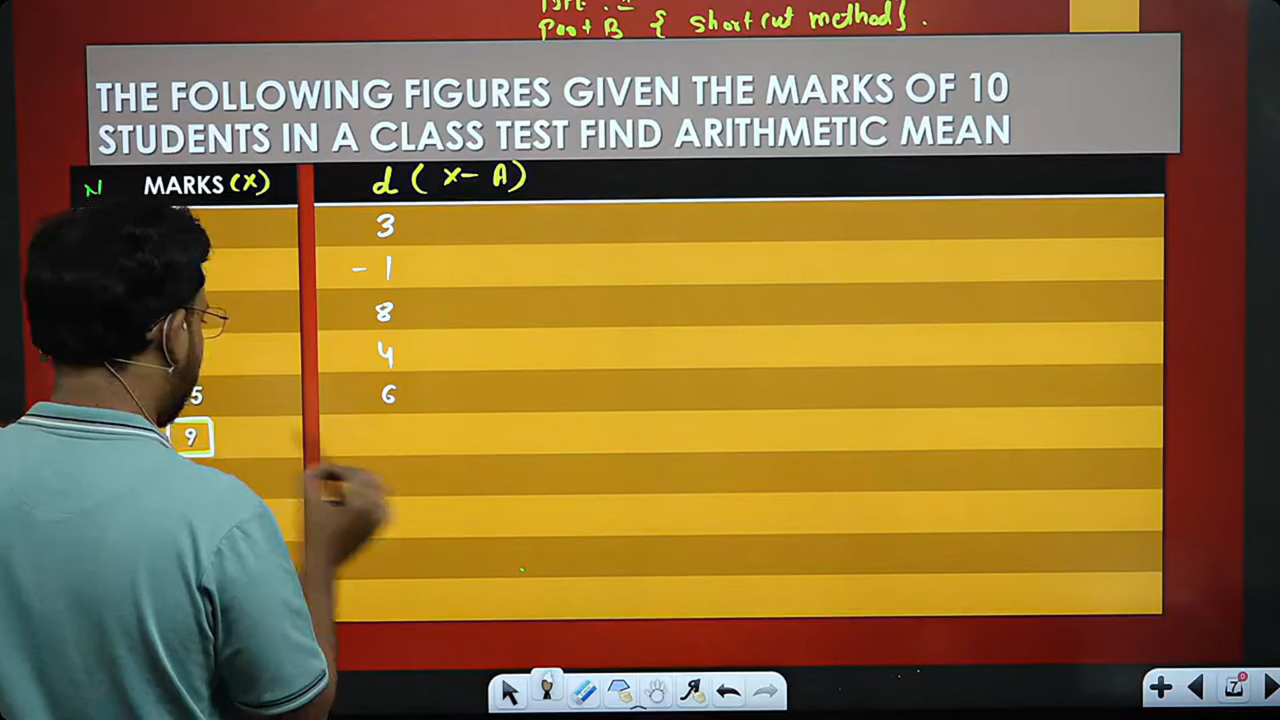 Part B { short cut method}.
THE FOLLOWING FIGURES GIVEN THE MARKS OF 10
STUDENTS IN A CLASS TEST FIND ARITHMETIC MEAN
N MARKS (X) d ( X- A)
3
- 1
8
4
5 6
9
7